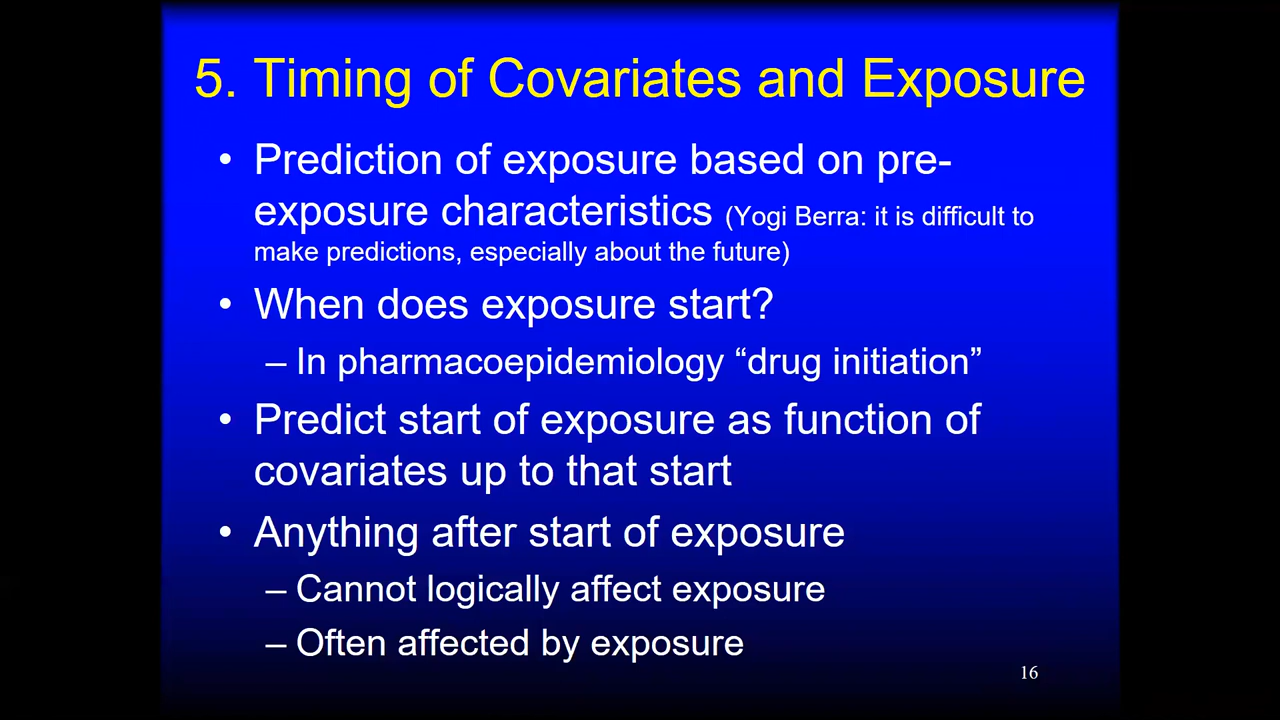 5. Timing of Covariates and Exposure
• Prediction of exposure based on pre-
exposure characteristics (Yogi Berra: it is difficult to
make predictions, especially about the future)
• When does exposure start?
– In pharmacoepidemiology “drug initiation”
• Predict start of exposure as function of
covariates up to that start
• Anything after start of exposure
– Cannot logically affect exposure
– Often affected by exposure
16